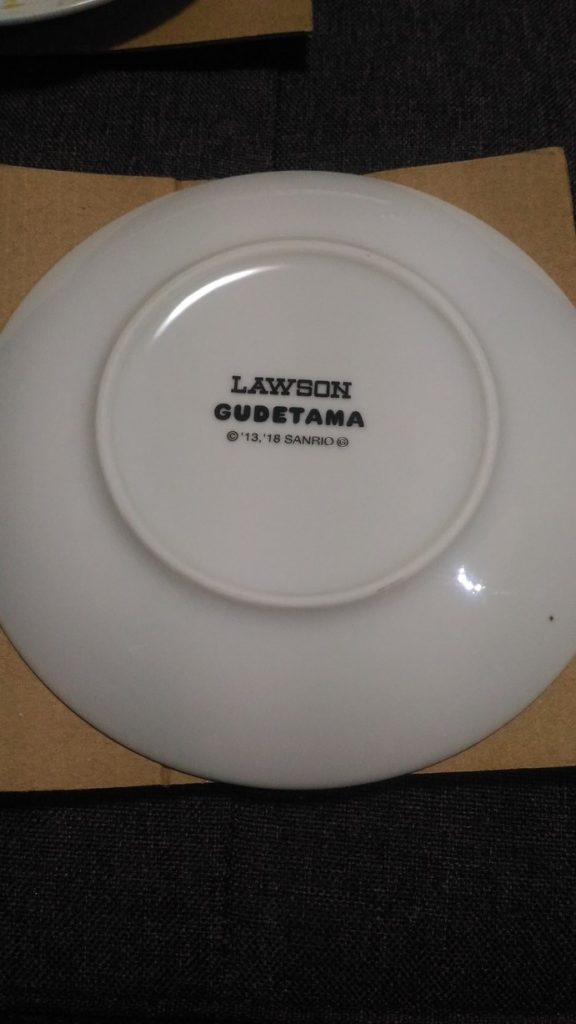 LAWSON
GUDETAMA
© '13, '18 SANRIO Ⓖ